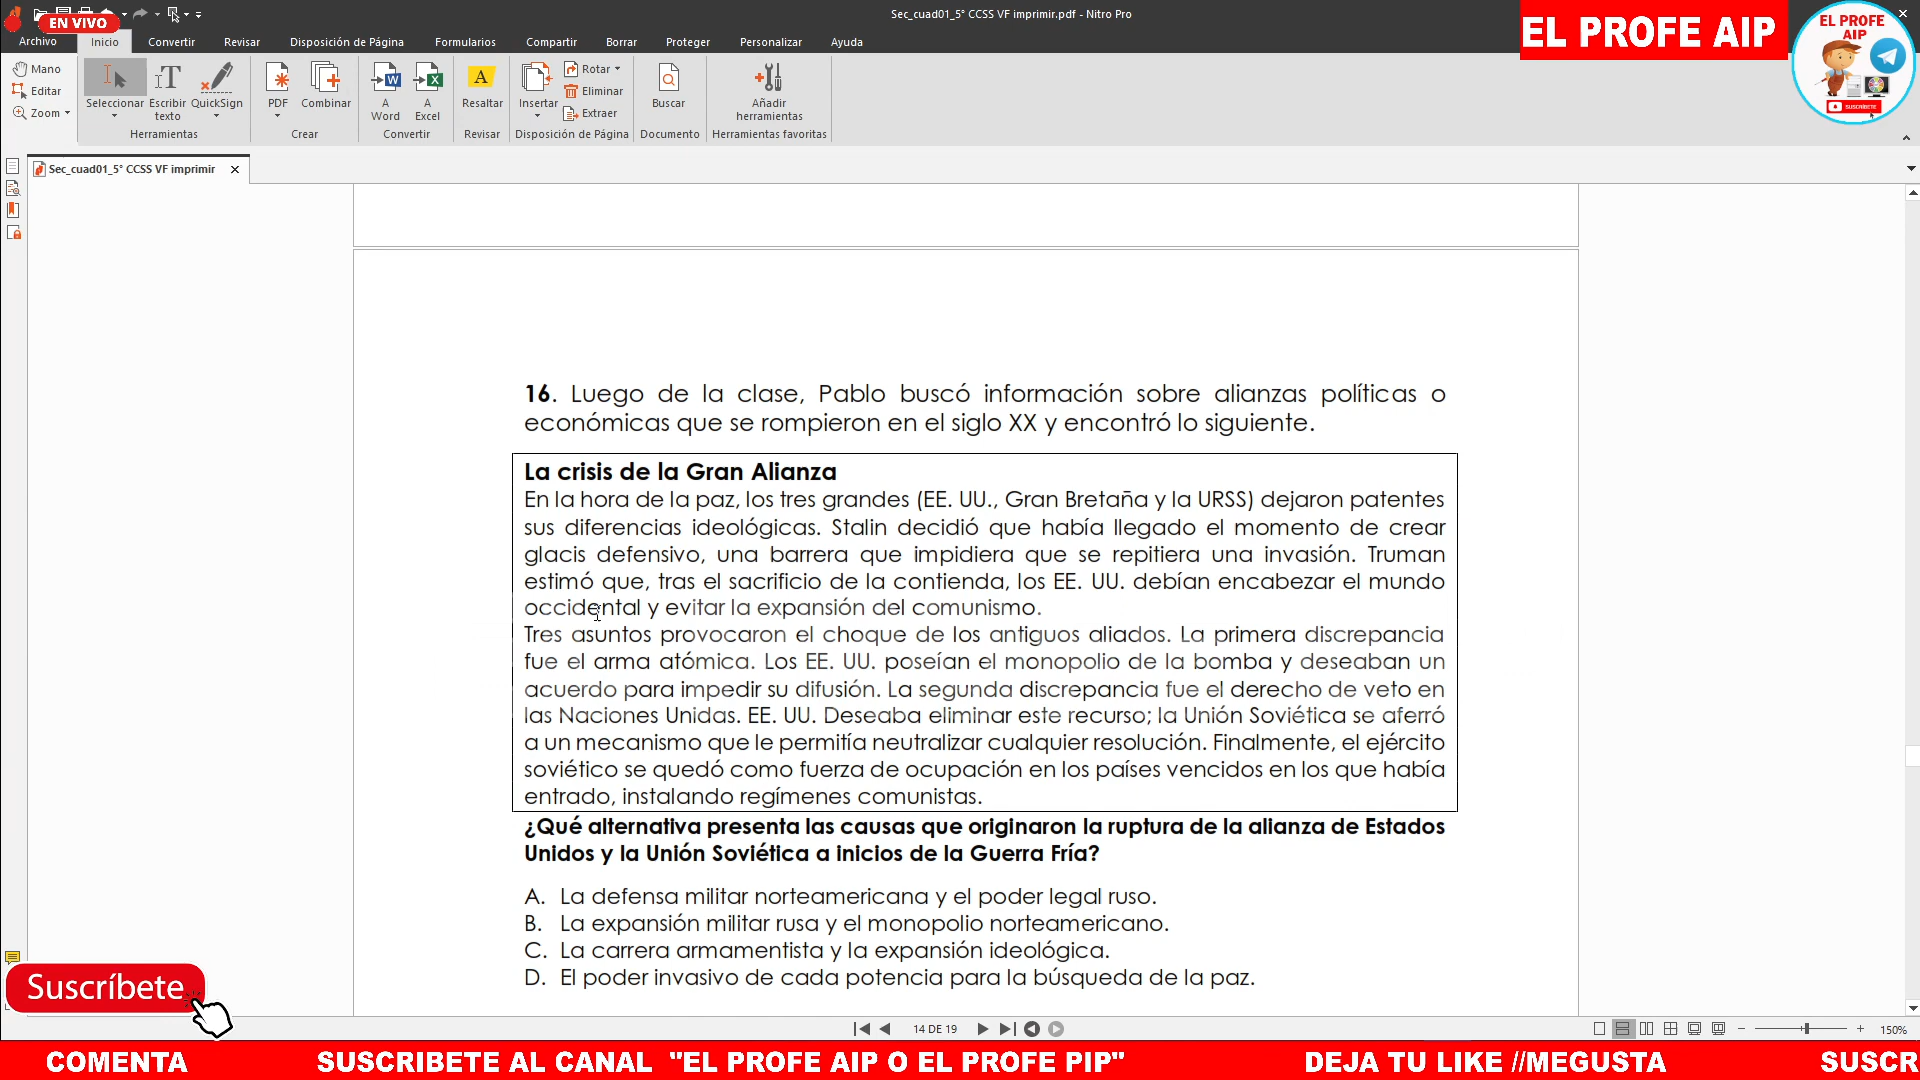 EN VIVO
Sec_cuad01_5° CCSS VF imprimir.pdf - Nitro Pro
EL PROFE AIP
EL PROFE
AIP
SUSCRIBETE
Archivo Inicio Convertir Revisar Disposición de Página Formularios Compartir Borrar Proteger Personalizar Ayuda
Mano
Editar
Zoom
Seleccionar
Escribir
texto
QuickSign
Herramientas
PDF
Combinar
Crear
A
Word
A
Excel
Convertir
Resaltar
Revisar
Insertar
Rotar
Eliminar
Extraer
Disposición de Página
Buscar
Documento
Añadir
herramientas
Herramientas favoritas
Sec_cuad01_5° CCSS VF imprimir
16. Luego de la clase, Pablo buscó información sobre alianzas políticas o
económicas que se rompieron en el siglo XX y encontró lo siguiente.
La crisis de la Gran Alianza
En la hora de la paz, los tres grandes (EE. UU., Gran Bretaña y la URSS) dejaron patentes
sus diferencias ideológicas. Stalin decidió que había llegado el momento de crear
glacis defensivo, una barrera que impidiera que se repitiera una invasión. Truman
estimó que, tras el sacrificio de la contienda, los EE. UU. debían encabezar el mundo
occidental y evitar la expansión del comunismo.
Tres asuntos provocaron el choque de los antiguos aliados. La primera discrepancia
fue el arma atómica. Los EE. UU. poseían el monopolio de la bomba y deseaban un
acuerdo para impedir su difusión. La segunda discrepancia fue el derecho de veto en
las Naciones Unidas. EE. UU. Deseaba eliminar este recurso; la Unión Soviética se aferró
a un mecanismo que le permitía neutralizar cualquier resolución. Finalmente, el ejército
soviético se quedó como fuerza de ocupación en los países vencidos en los que había
entrado, instalando regímenes comunistas.
¿Qué alternativa presenta las causas que originaron la ruptura de la alianza de Estados
Unidos y la Unión Soviética a inicios de la Guerra Fría?
A. La defensa militar norteamericana y el poder legal ruso.
B. La expansión militar rusa y el monopolio norteamericano.
C. La carrera armamentista y la expansión ideológica.
D. El poder invasivo de cada potencia para la búsqueda de la paz.
Suscríbete
14 DE 19
150%
COMENTA SUSCRIBETE AL CANAL "EL PROFE AIP O EL PROFE PIP" DEJA TU LIKE //MEGUSTA SUSCR